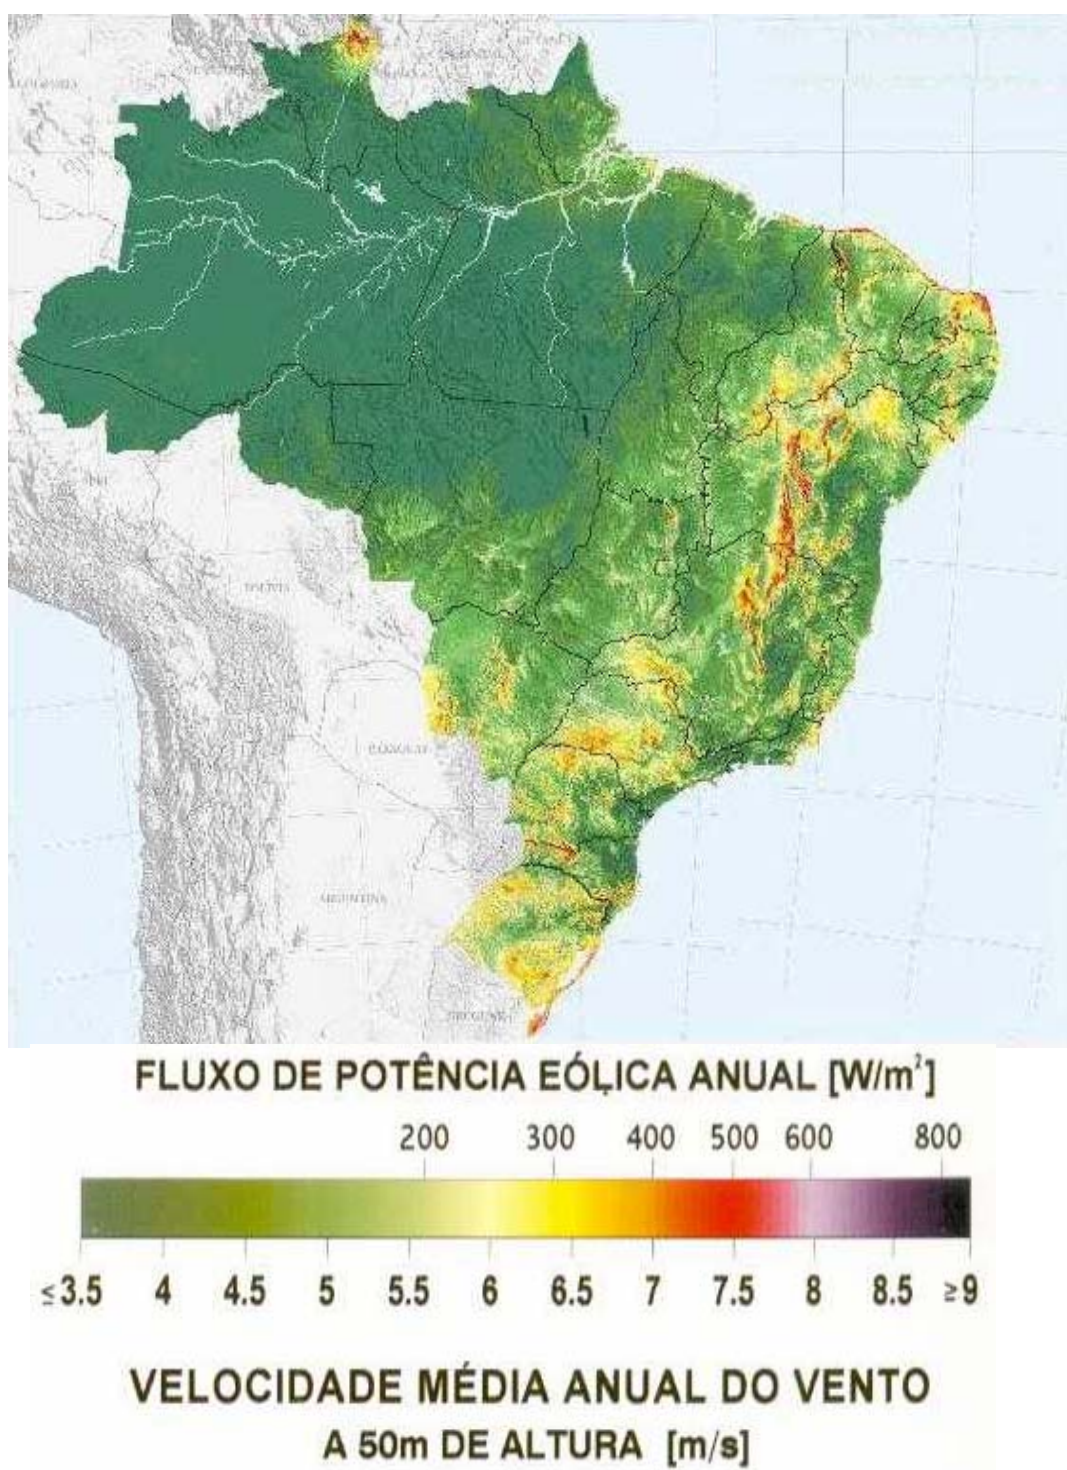 BOLÍVIA
ARGENTINA
FLUXO DE POTÊNCIA EÓLICA ANUAL [W/m²]
200 300 400 500 600 800
≤3.5 4 4.5 5 5.5 6 6.5 7 7.5 8 8.5 ≥9
VELOCIDADE MÉDIA ANUAL DO VENTO
A 50m DE ALTURA [m/s]